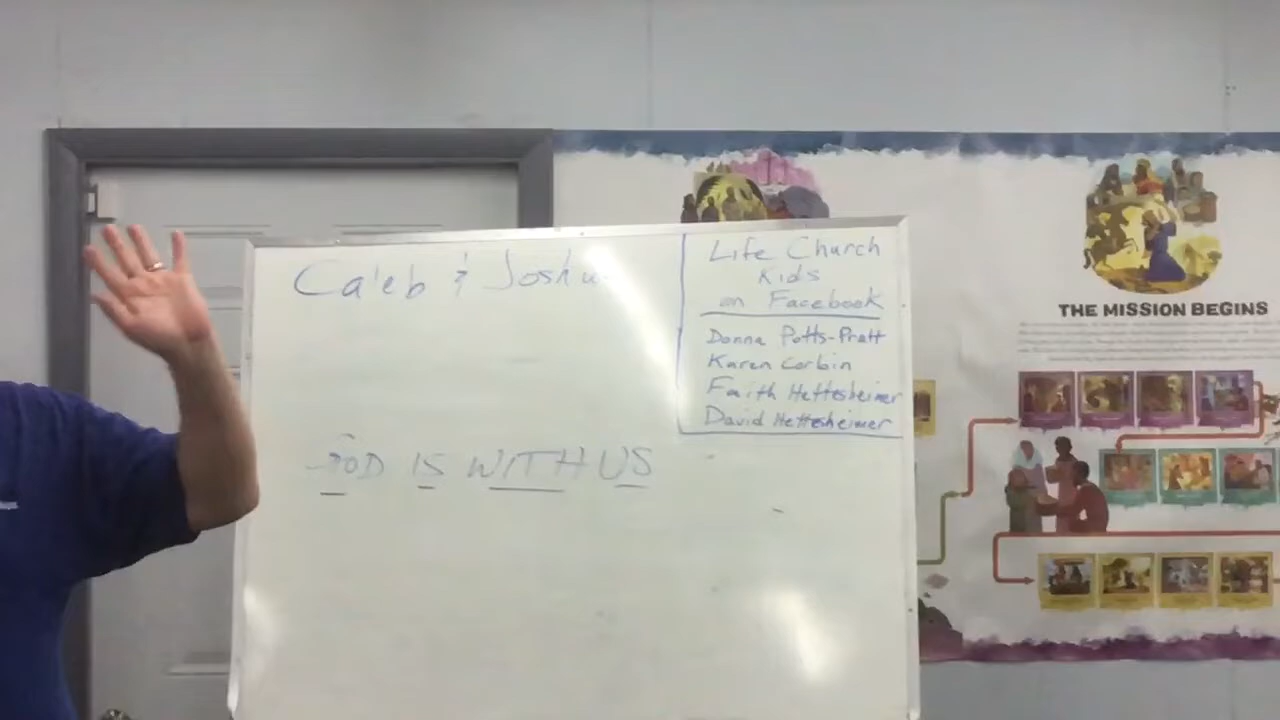 Caleb & Joshua
Life Church
Kids
on Facebook
Donna Potts-Pratt
Karen Corbin
Faith Hettesheimer
David Hettesheimer
GOD IS WITH US
THE MISSION BEGINS